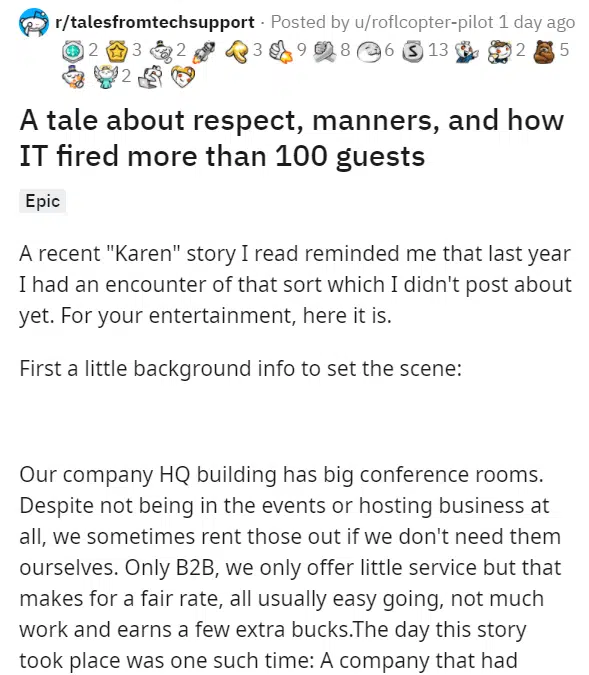 r/talesfromtechsupport · Posted by u/roflcopter-pilot 1 day ago
2 3 2 3 9 8 6 S 13 2 5
2
A tale about respect, manners, and how
IT fired more than 100 guests
Epic
A recent "Karen" story I read reminded me that last year
I had an encounter of that sort which I didn't post about
yet. For your entertainment, here it is.
First a little background info to set the scene:
Our company HQ building has big conference rooms.
Despite not being in the events or hosting business at
all, we sometimes rent those out if we don't need them
ourselves. Only B2B, we only offer little service but that
makes for a fair rate, all usually easy going, not much
work and earns a few extra bucks.The day this story
took place was one such time: A company that had